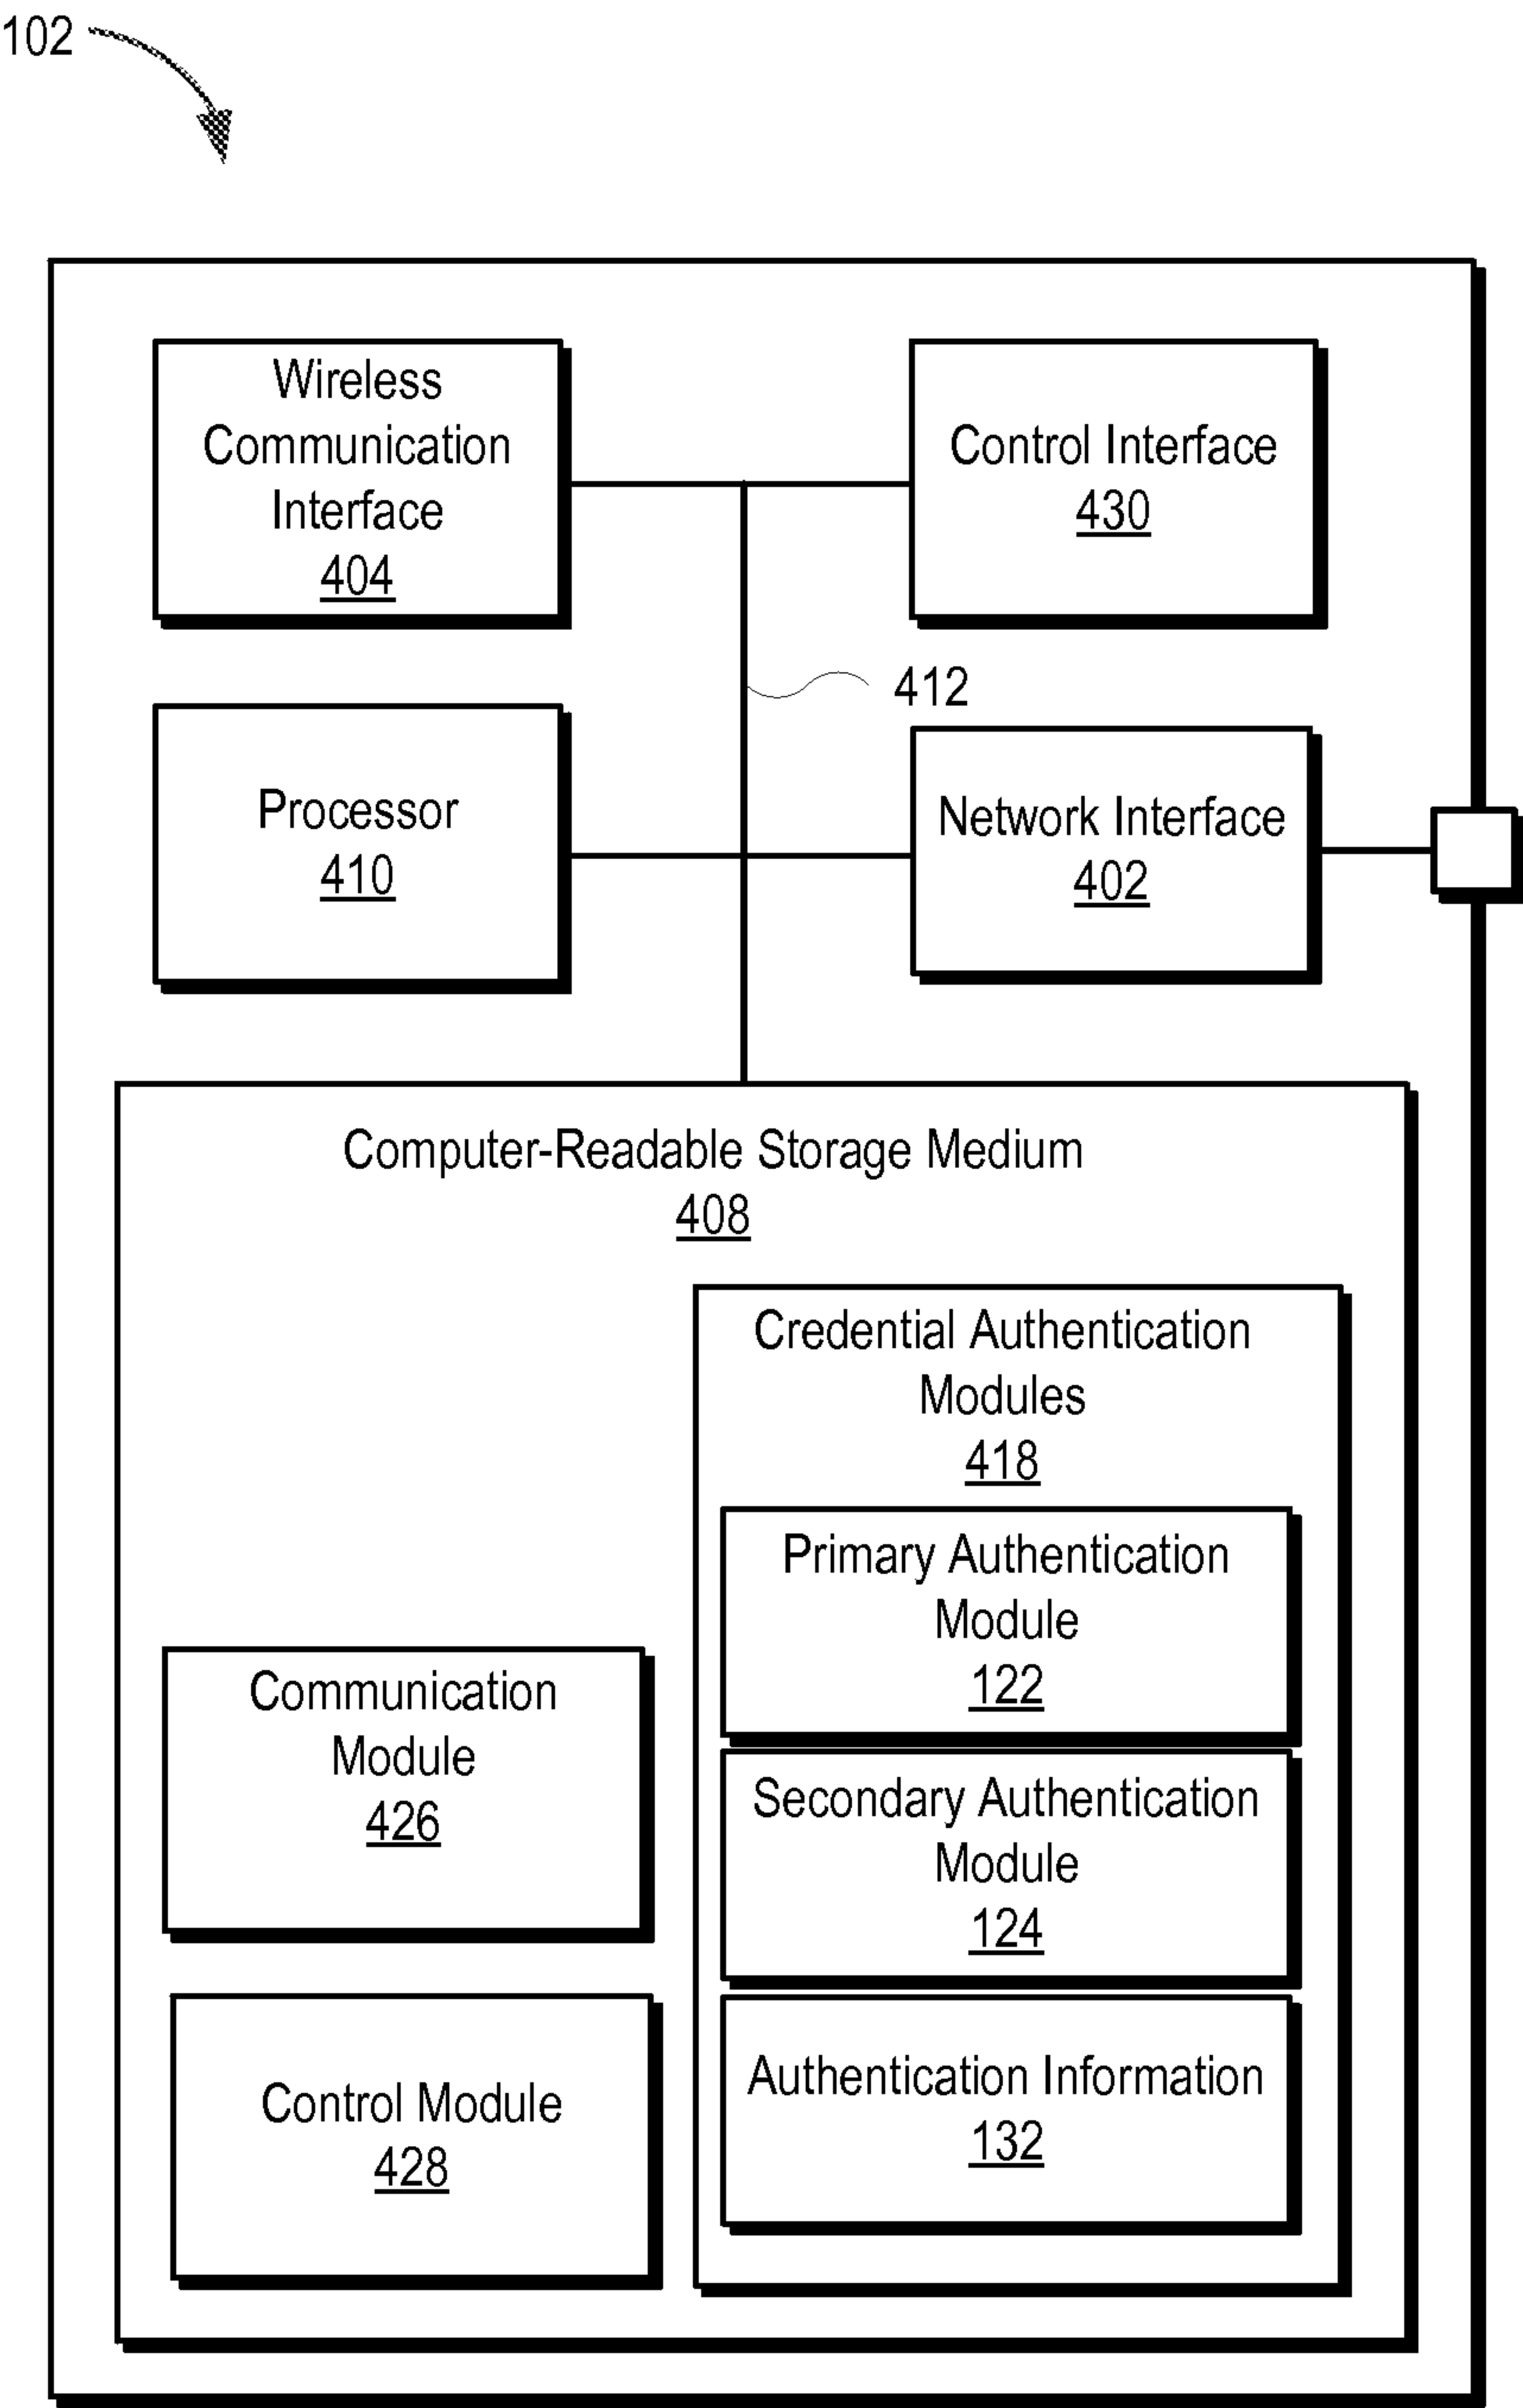 102
Wireless
Communication
Interface
404
Control Interface
430
412
Processor
410
Network Interface
402
Computer-Readable Storage Medium
408
Credential Authentication
Modules
418
Primary Authentication
Module
122
Communication
Module
426
Secondary Authentication
Module
124
Control Module
428
Authentication Information
132